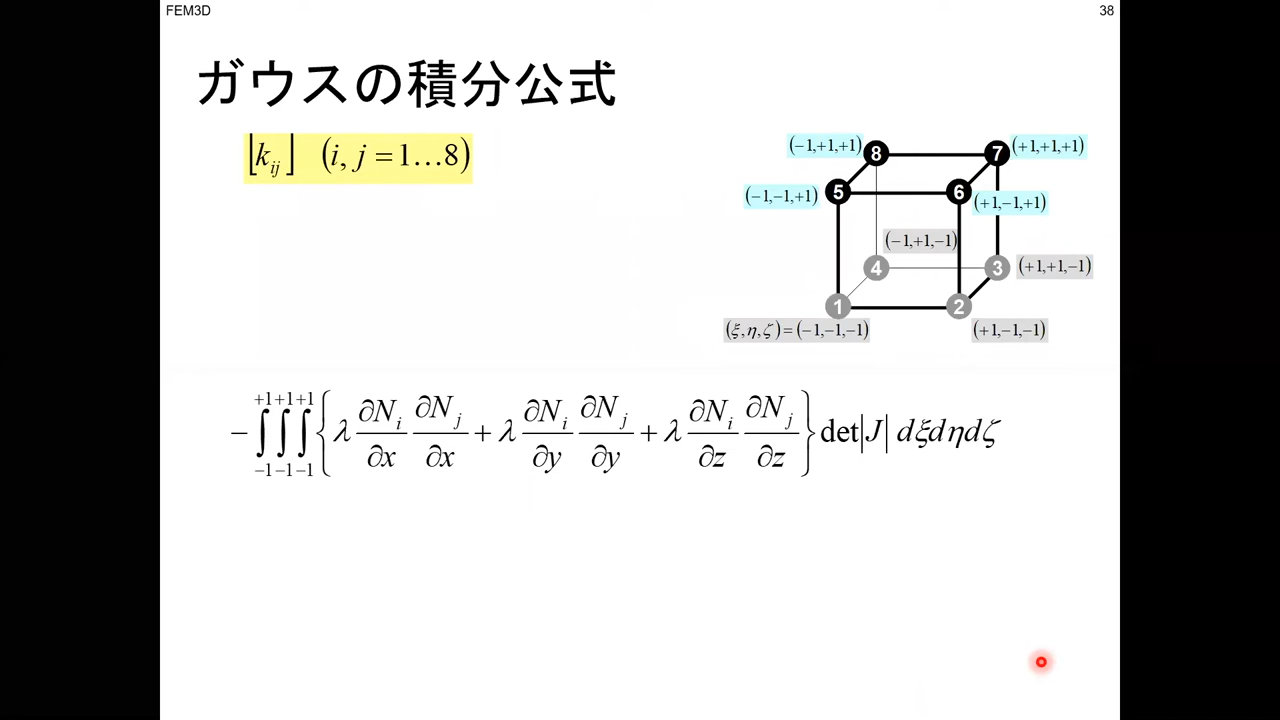 FEM3D
38
ガウスの積分公式
[k_{ij}] (i, j = 1…8)
(−1,+1,+1) 8 7 (+1,+1,+1)
(−1,−1,+1) 5 6 (+1,−1,+1)
(−1,+1,−1)
4 3 (+1,+1,−1)
1 2
(ξ,η,ζ)=(−1,−1,−1) (+1,−1,−1)
−∫_{−1}^{+1}∫_{−1}^{+1}∫_{−1}^{+1}{λ ∂N_i/∂x ∂N_j/∂x + λ ∂N_i/∂y ∂N_j/∂y + λ ∂N_i/∂z ∂N_j/∂z} det|J| dξdηdζ